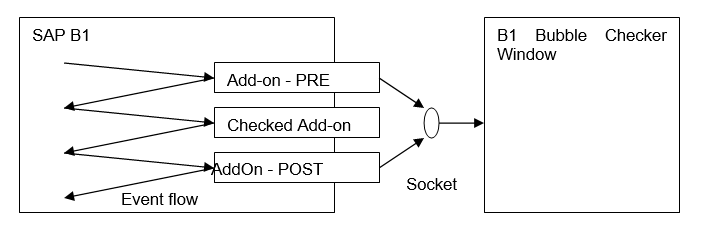 SAP B1
B1 Bubble Checker
Window
Add-on - PRE
Checked Add-on
AddOn - POST
Socket
Event flow